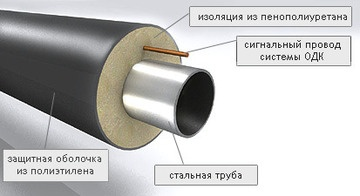 изоляция из пенополиуретана
сигнальный провод
системы ОДК
защитная оболочка
из полиэтилена
стальная труба